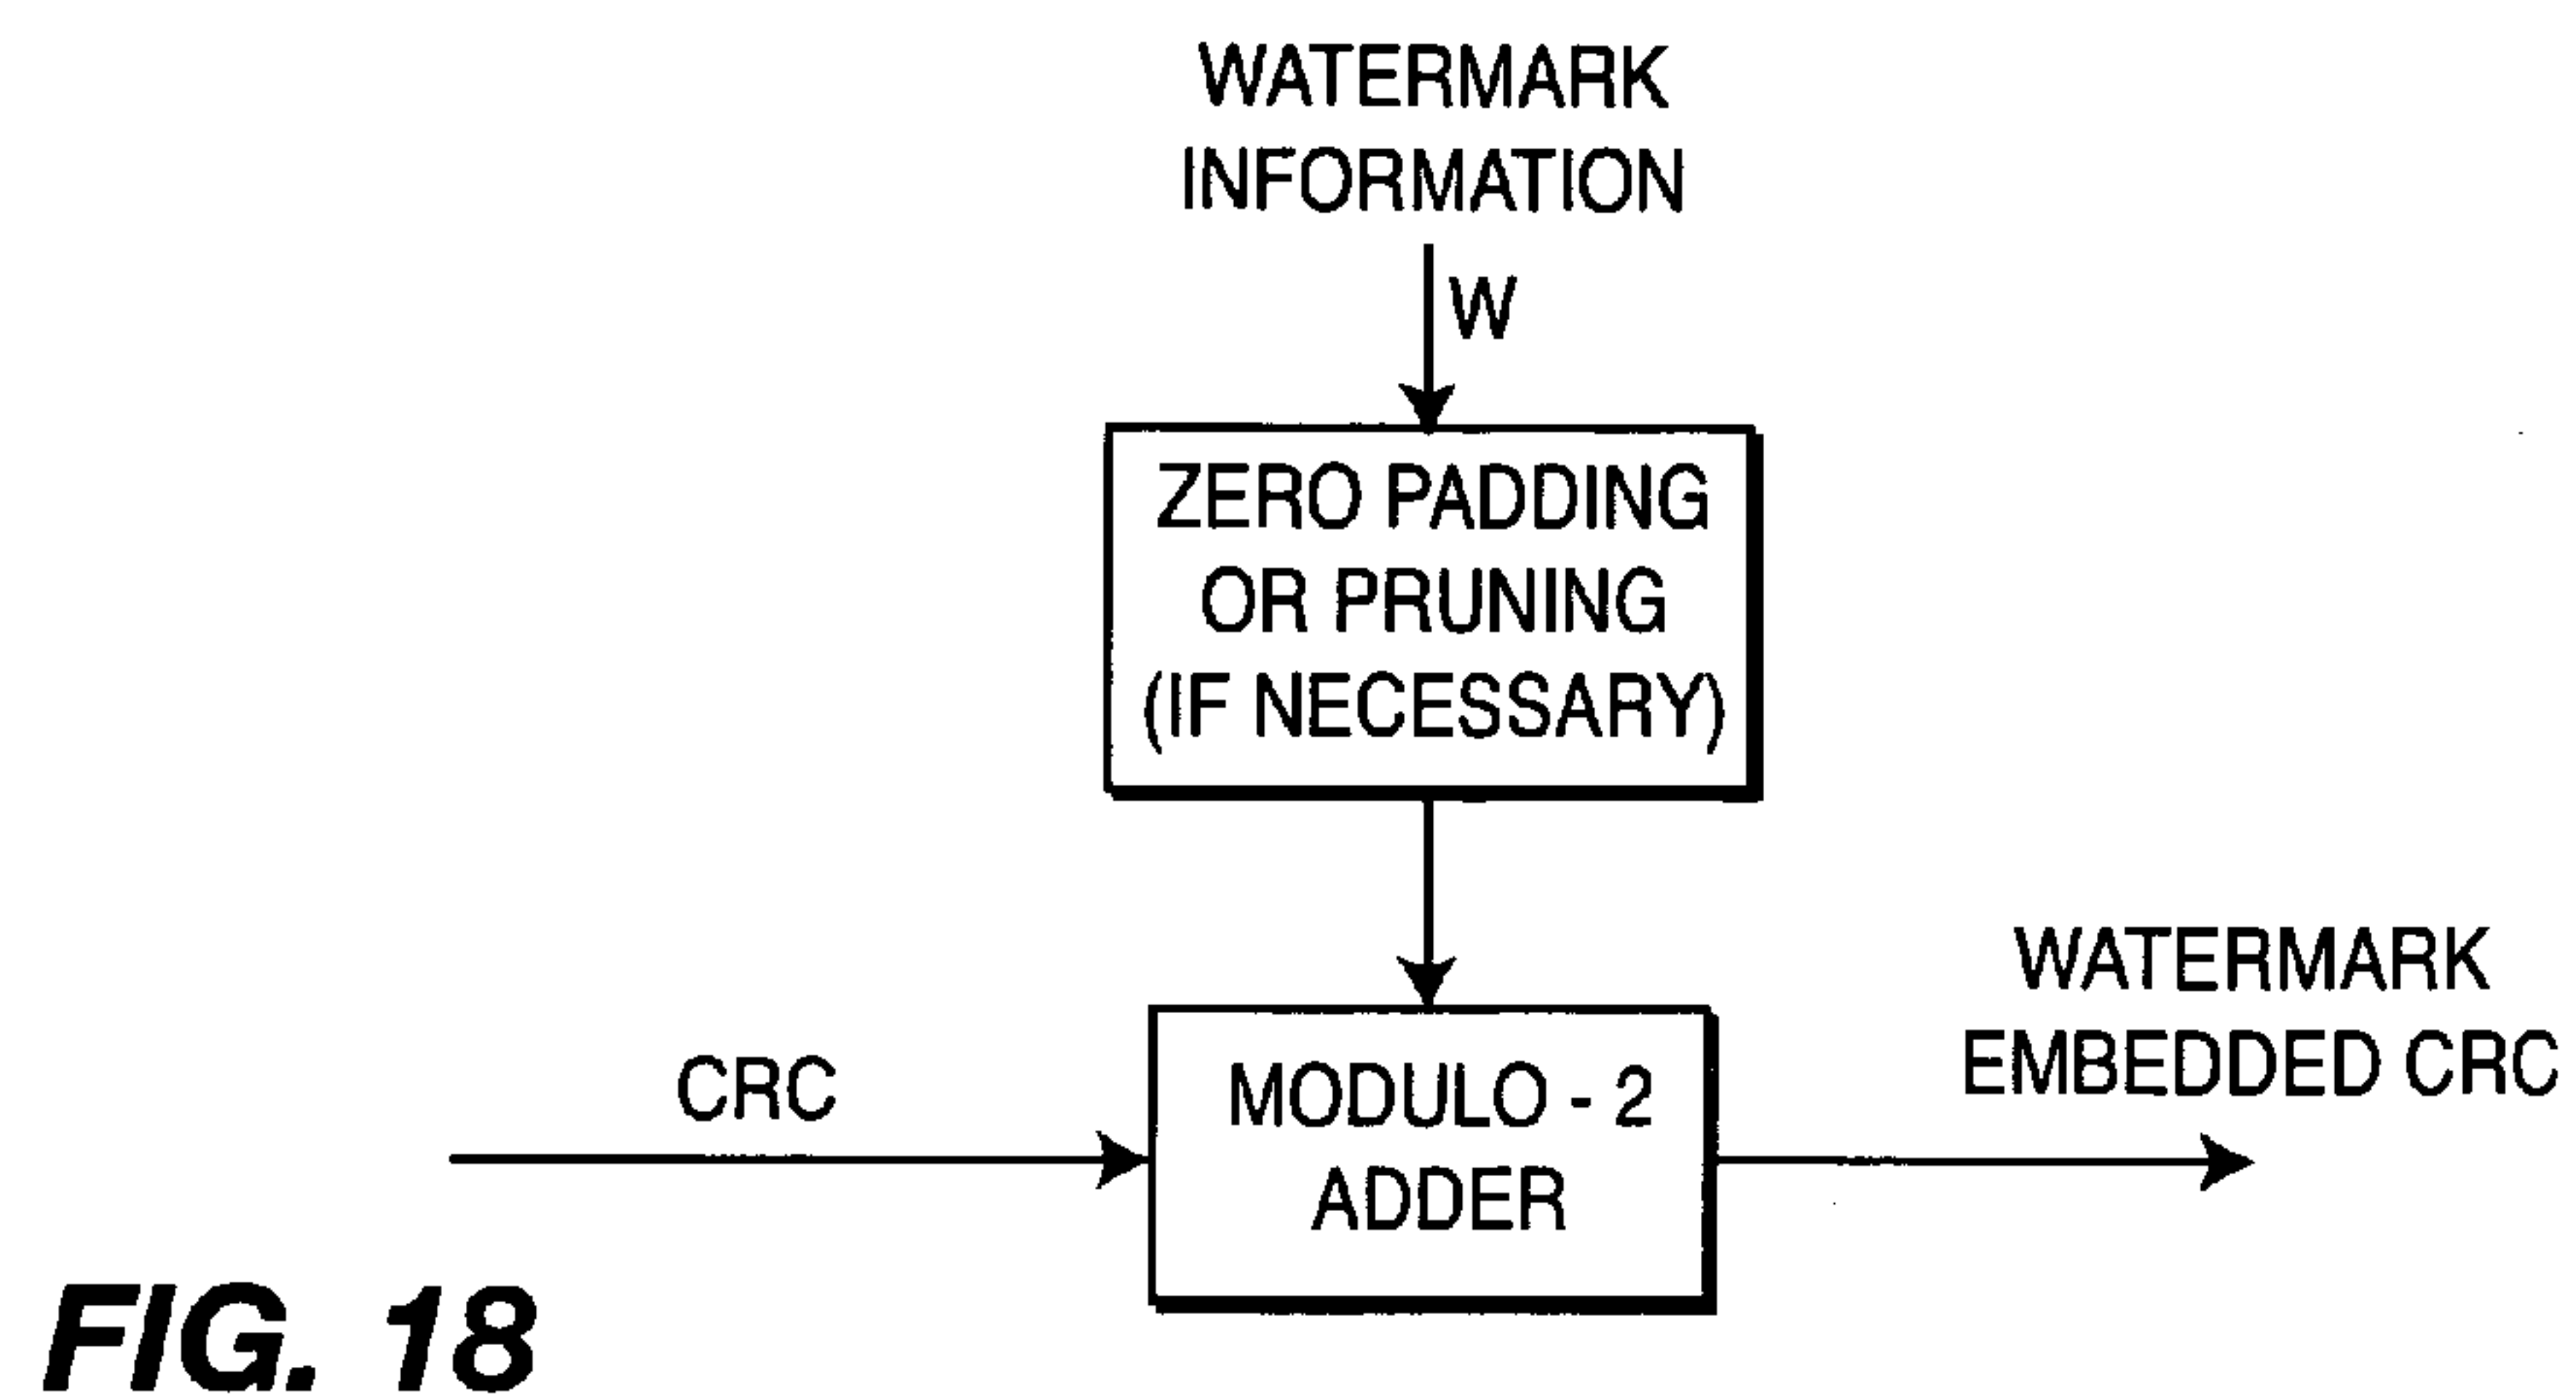 WATERMARK
INFORMATION
W
ZERO PADDING
OR PRUNING
(IF NECESSARY)
CRC
MODULO - 2
ADDER
WATERMARK
EMBEDDED CRC
FIG. 18